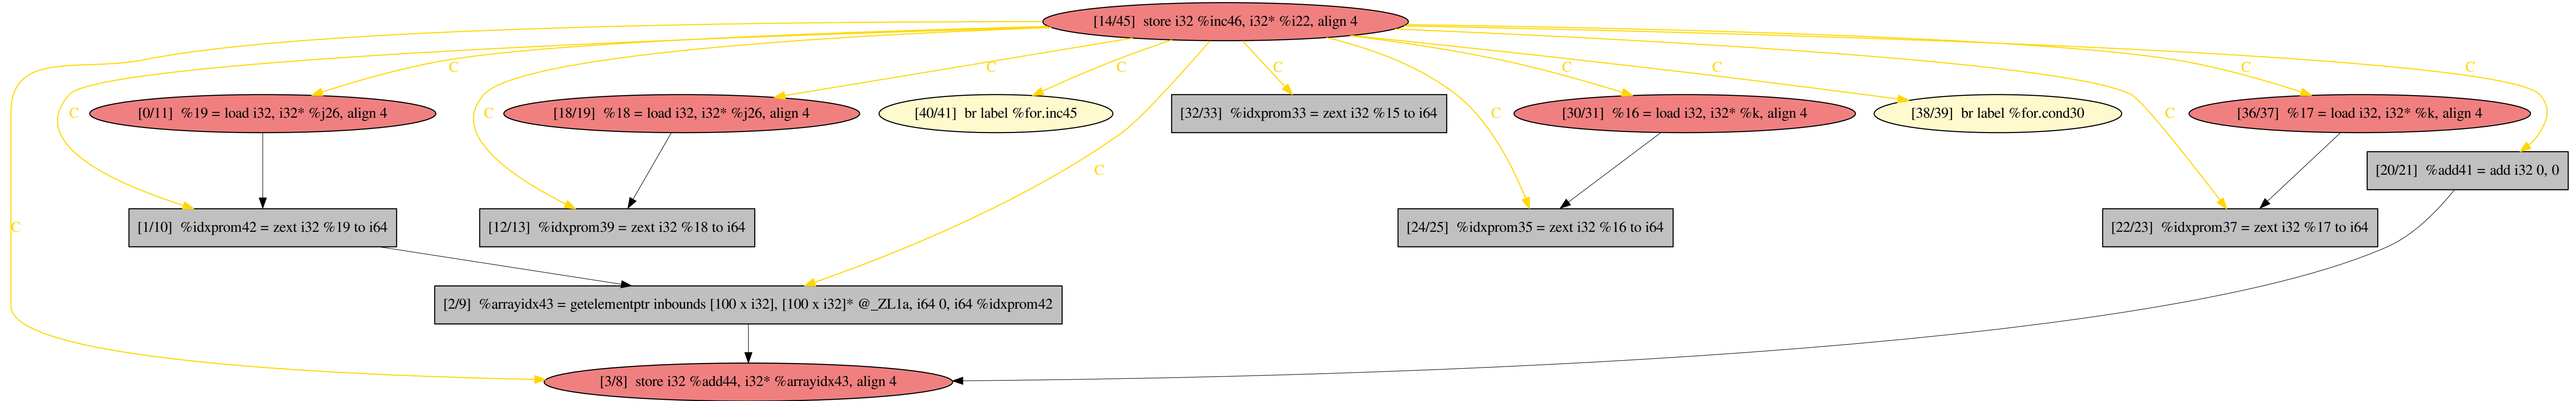 [14/45]  store i32 %inc46, i32* %i22, align 4
C
C
C
C
C
C
C
C
[0/11]  %19 = load i32, i32* %j26, align 4
[18/19]  %18 = load i32, i32* %j26, align 4
[40/41]  br label %for.inc45
[32/33]  %idxprom33 = zext i32 %15 to i64
[30/31]  %16 = load i32, i32* %k, align 4
[38/39]  br label %for.cond30
[36/37]  %17 = load i32, i32* %k, align 4
C
C
C
C
C
[20/21]  %add41 = add i32 0, 0
C
[1/10]  %idxprom42 = zext i32 %19 to i64
[12/13]  %idxprom39 = zext i32 %18 to i64
[24/25]  %idxprom35 = zext i32 %16 to i64
[22/23]  %idxprom37 = zext i32 %17 to i64
[2/9]  %arrayidx43 = getelementptr inbounds [100 x i32], [100 x i32]* @_ZL1a, i64 0, i64 %idxprom42
[3/8]  store i32 %add44, i32* %arrayidx43, align 4